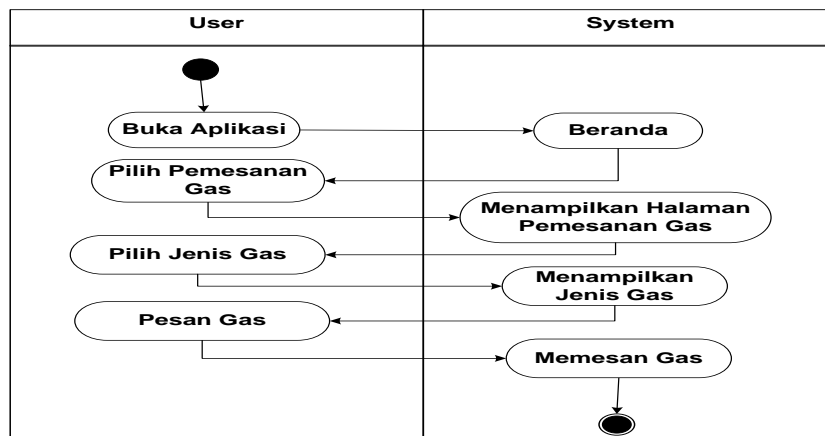 User
System
Buka Aplikasi
Beranda
Pilih Pemesanan
Gas
Menampilkan Halaman
Pemesanan Gas
Pilih Jenis Gas
Menampilkan
Jenis Gas
Pesan Gas
Memesan Gas